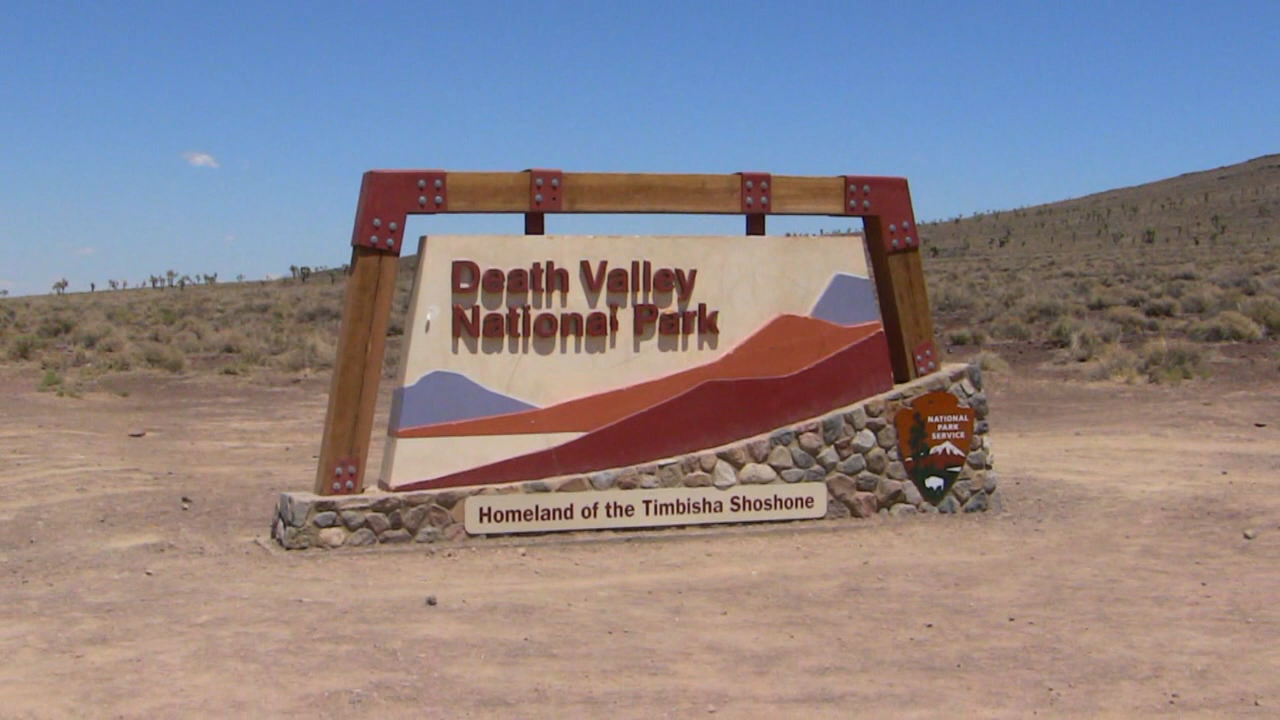 Death Valley
National Park
NATIONAL
PARK
SERVICE
Homeland of the Timbisha Shoshone